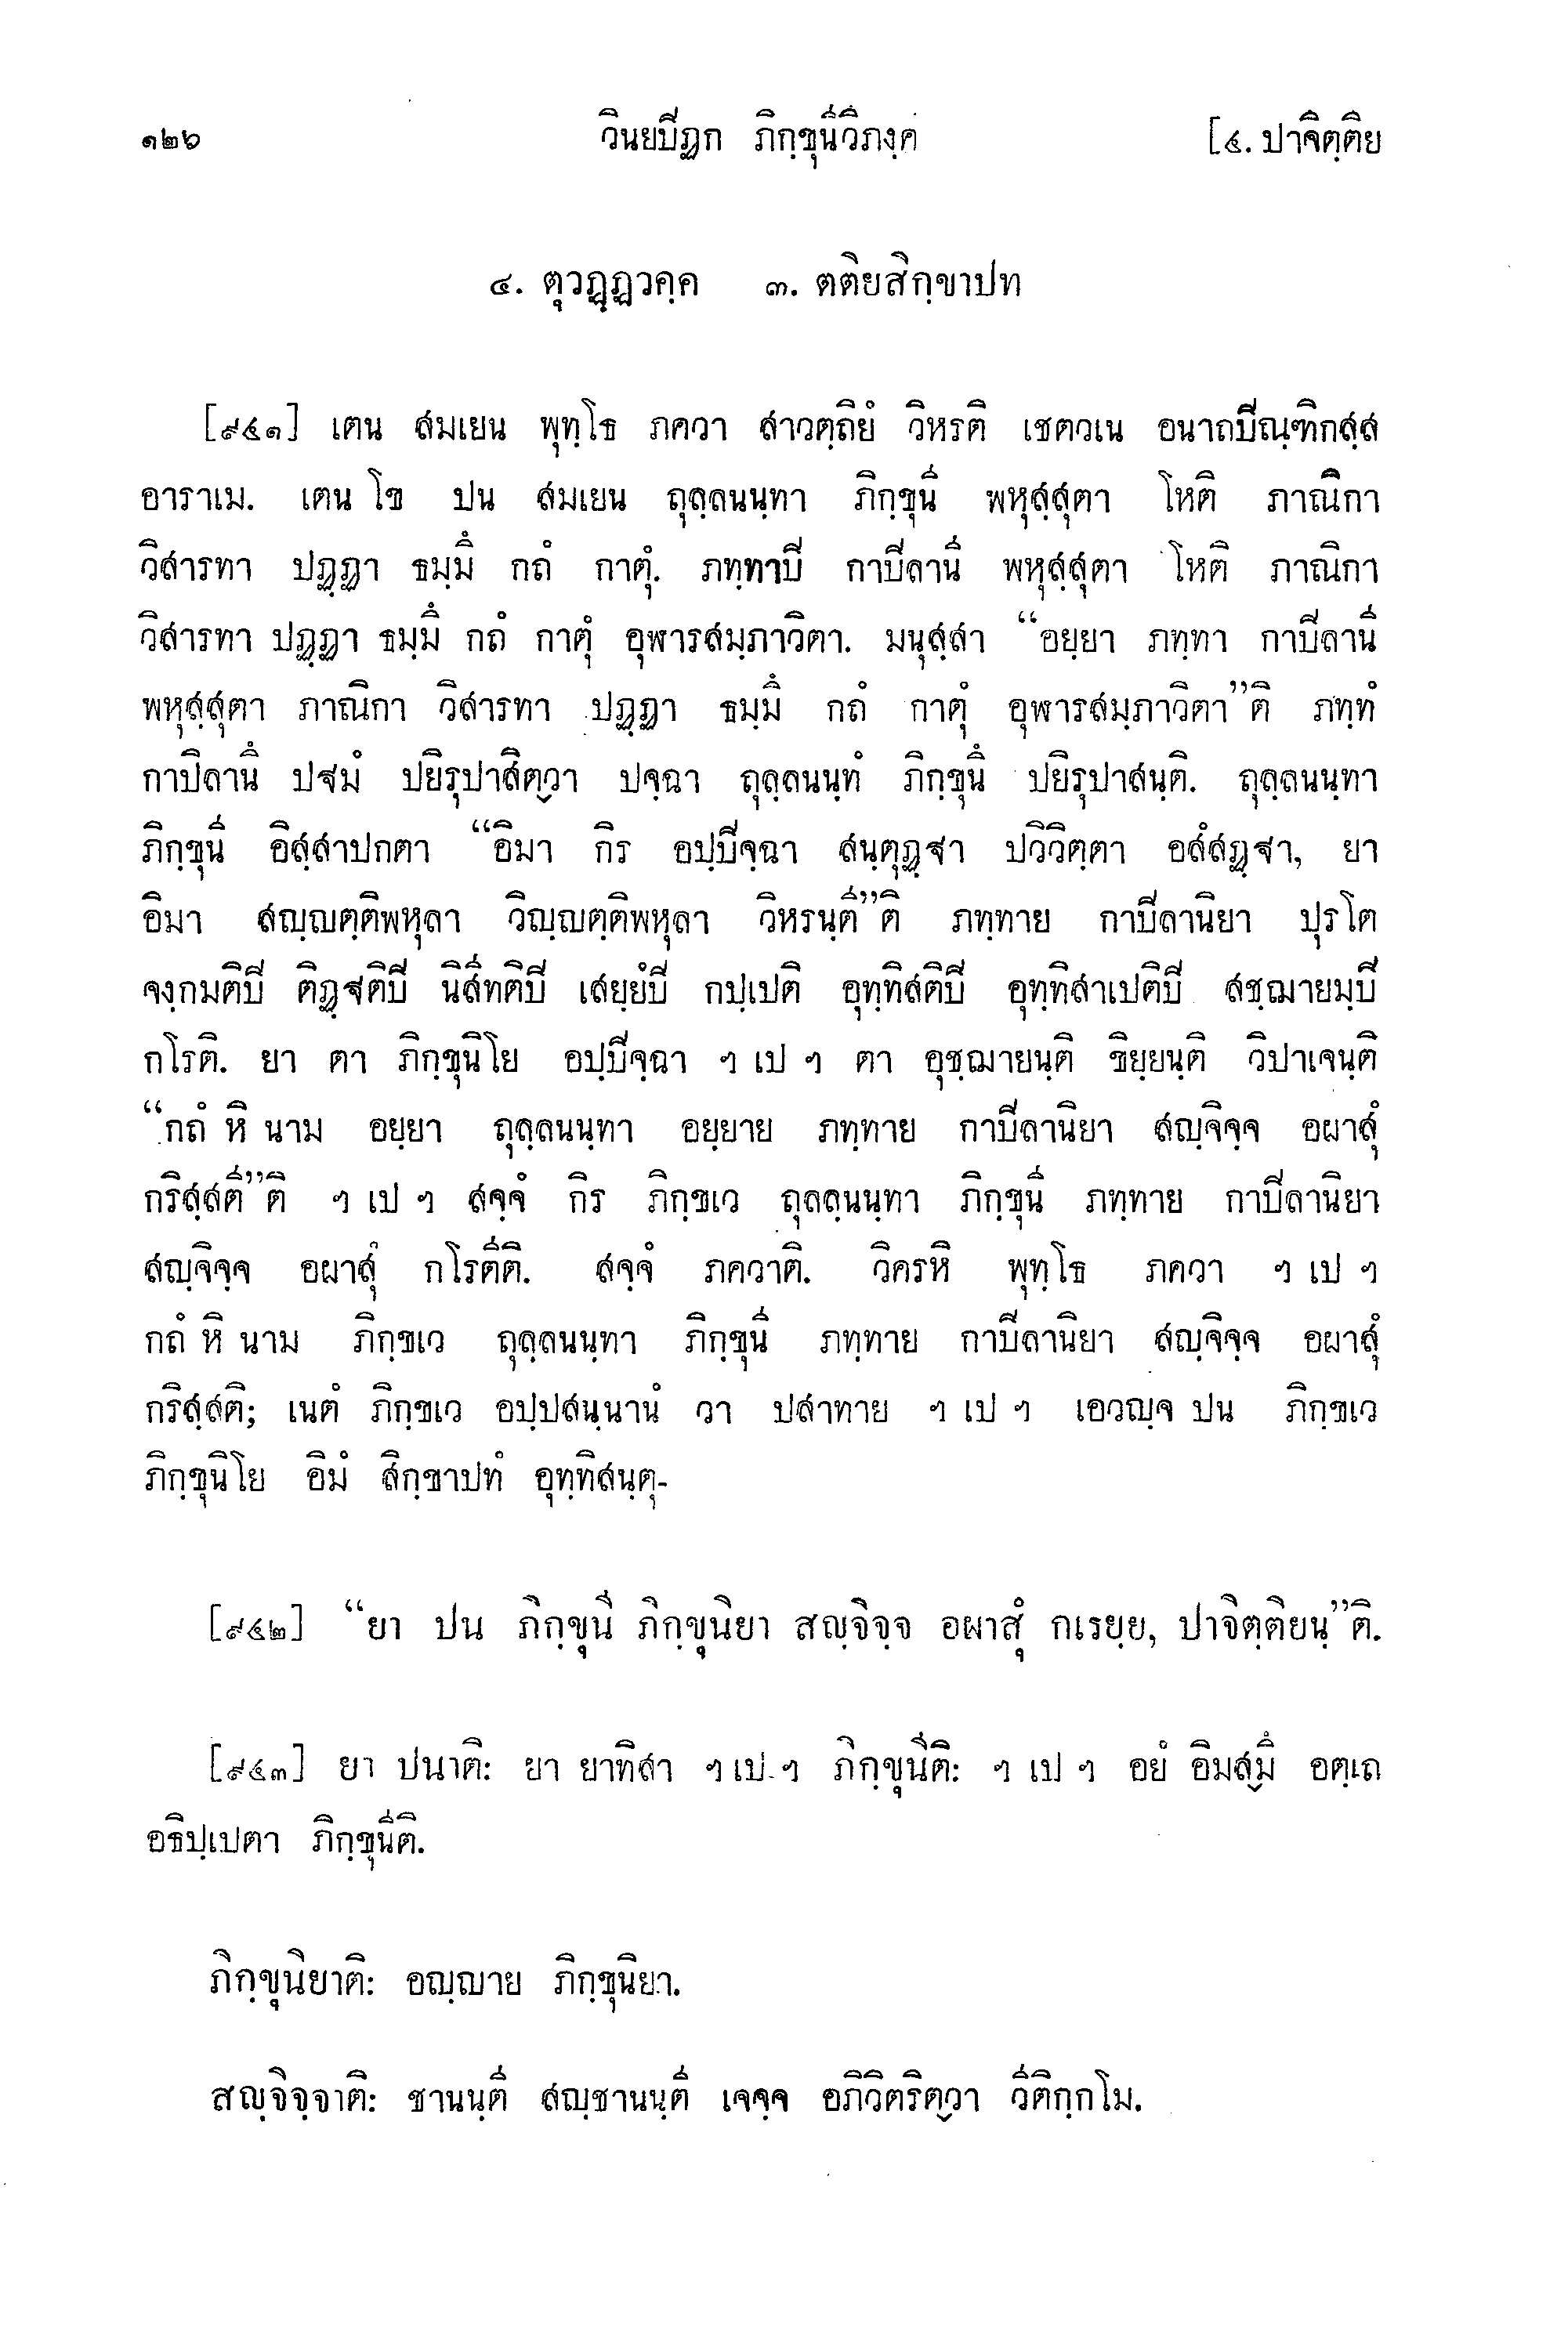 ๑๒๖ วินยปิฏก ภิกฺขุนีวิภงฺค [๔. ปาจิตฺติย
๔. ตุวฏฺฏวคฺค ๓. ตติยสิกฺขาปท
[๙๔๑] เตน สมเยน พุทฺโธ ภควา สาวตฺถิยํ วิหรติ เชตวเน อนาถปิณฺฑิกสฺส
อาราเม. เตน โข ปน สมเยน ถุลฺลนนฺทา ภิกฺขุนี พหุสฺสุตา โหติ ภาณิกา
วิสารทา ปฏฺฏา ธมฺมึ กถํ กาตุํ. ภทฺทาปิ กาปิลานี พหุสฺสุตา โหติ ภาณิกา
วิสารทา ปฏฺฏา ธมฺมึ กถํ กาตุํ อุฬารสมฺภาวิตา. มนุสฺสา “อยฺยา ภทฺทา กาปิลานี
พหุสฺสุตา ภาณิกา วิสารทา ปฏฺฏา ธมฺมึ กถํ กาตุํ อุฬารสมฺภาวิตา”ติ ภทฺทํ
กาปิลานึ ปฐมํ ปยิรุปาสิตฺวา ปจฺฉา ถุลฺลนนฺทํ ภิกฺขุนึ ปยิรุปาสนฺติ. ถุลฺลนนฺทา
ภิกฺขุนี อิสฺสาปกตา “อิมา กิร อปฺปิจฺฉา สนฺตุฏฺฐา ปวิวิตฺตา อสํสฏฺฐา, ยา
อิมา สญฺญตฺติพหุลา วิญฺญตฺติพหุลา วิหรนฺตี”ติ ภทฺทาย กาปิลานิยา ปุรโต
จงฺกมติปิ ติฏฺฐติปิ นิสีทติปิ เสยฺยํปิ กปฺเปติ อุทฺทิสติปิ อุทฺทิสาเปติปิ สชฺฌายมฺปิ
กโรติ. ยา ตา ภิกฺขุนิโย อปฺปิจฺฉา ฯ เป ฯ ตา อุชฺฌายนฺติ ขิยฺยนฺติ วิปาเจนฺติ
“กถํ หิ นาม อยฺยา ถุลฺลนนฺทา อยฺยาย ภทฺทาย กาปิลานิยา สญฺจิจฺจ อผาสุํ
กริสฺสตี”ติ ฯ เป ฯ สจฺจํ กิร ภิกฺขเว ถุลลฺนนฺทา ภิกฺขุนี ภทฺทาย กาปิลานิยา
สญฺจิจฺจ อผาสุํ กโรตีติ. สจฺจํ ภควาติ. วิครหิ พุทฺโธ ภควา ฯ เป ฯ
กถํ หิ นาม ภิกฺขเว ถุลฺลนนฺทา ภิกฺขุนี ภทฺทาย กาปิลานิยา สญฺจิจฺจ อผาสุํ
กริสฺสติ; เนตํ ภิกฺขเว อปฺปสนฺนานํ วา ปสาทาย ฯ เป ฯ เอวญฺจ ปน ภิกฺขเว
ภิกฺขุนิโย อิมํ สิกฺขาปทํ อุทฺทิสนฺตุ-
[๙๔๒] “ยา ปน ภิกฺขุนี ภิกฺขุนิยา สญฺจิจฺจ อผาสุํ กเรยฺย, ปาจิตฺติยนฺ”ติ.
[๙๔๓] ยา ปนาติ: ยา ยาทิสา ฯ เป ฯ ภิกฺขุนีติ: ฯ เป ฯ อยํ อิมสฺมึ อตฺเถ
อธิปฺเปตา ภิกฺขุนีติ.
ภิกฺขุนิยาติ: อญฺญาย ภิกฺขุนิยา.
สญฺจิจฺจาติ: ชานนฺตี สญฺชานนฺตี เจจฺจ อภิวิตริตฺวา วีติกฺกโม.